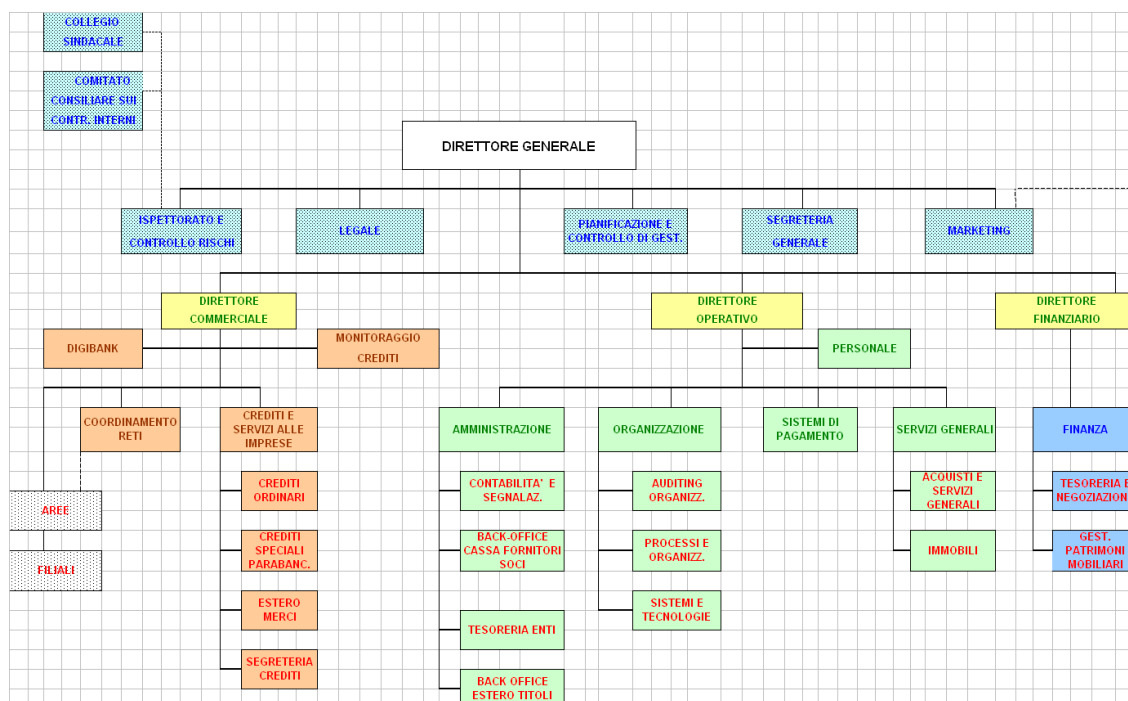 COLLEGIO
SINDACALE
COMITATO
CONSILIARE SUI
CONTR. INTERNI
DIRETTORE GENERALE
ISPETTORATO E
CONTROLLO RISCHI
LEGALE
PIANIFICAZIONE E
CONTROLLO DI GEST.
SEGRETERIA
GENERALE
MARKETING
DIRETTORE
COMMERCIALE
DIRETTORE
OPERATIVO
DIRETTORE
FINANZIARIO
DIGIBANK
MONITORAGGIO
CREDITI
PERSONALE
COORDINAMENTO
RETI
CREDITI E
SERVIZI ALLE
IMPRESE
AMMINISTRAZIONE
ORGANIZZAZIONE
SISTEMI DI
PAGAMENTO
SERVIZI GENERALI
FINANZA
CREDITI
ORDINARI
CONTABILITA' E
SEGNALAZ.
AUDITING
ORGANIZZ.
ACQUISTI E
SERVIZI
GENERALI
TESORERIA E
NEGOZIAZION
AREE
CREDITI
SPECIALI
PARABANC.
BACK-OFFICE
CASSA FORNITORI
SOCI
PROCESSI E
ORGANIZZ.
IMMOBILI
GEST.
PATRIMONI
MOBILIARI
FILIALI
ESTERO
MERCI
TESORERIA ENTI
SISTEMI E
TECNOLOGIE
SEGRETERIA
CREDITI
BACK OFFICE
ESTERO TITOLI